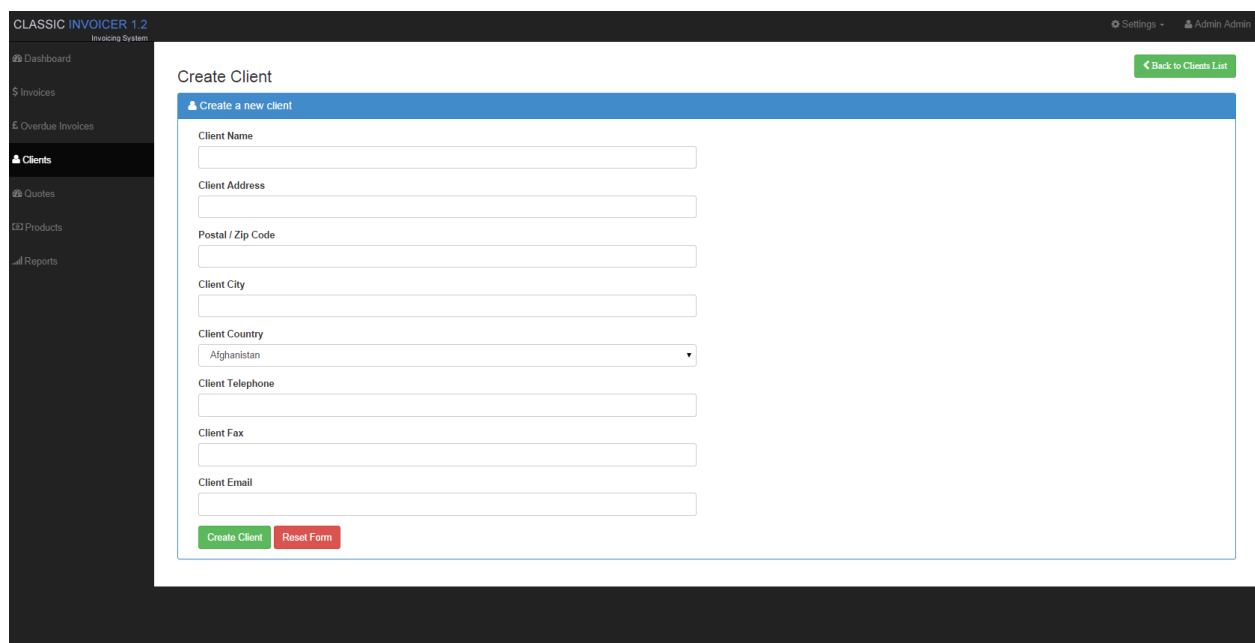 CLASSIC INVOICER 1.2
Invoicing System
Settings
Admin Admin
Dashboard
$ Invoices
£ Overdue Invoices
Clients
Quotes
Products
Reports
Back to Clients List
Create Client
Create a new client
Client Name
Client Address
Postal / Zip Code
Client City
Client Country
Afghanistan
Client Telephone
Client Fax
Client Email
Create Client
Reset Form